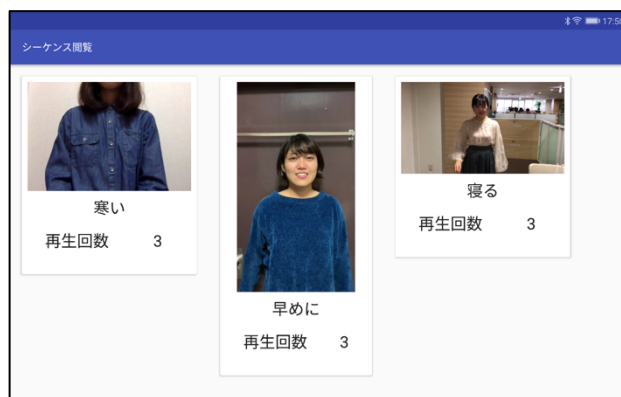 17:50
シーケンス閲覧
寒い
再生回数 3
早めに
再生回数 3
寝る
再生回数 3